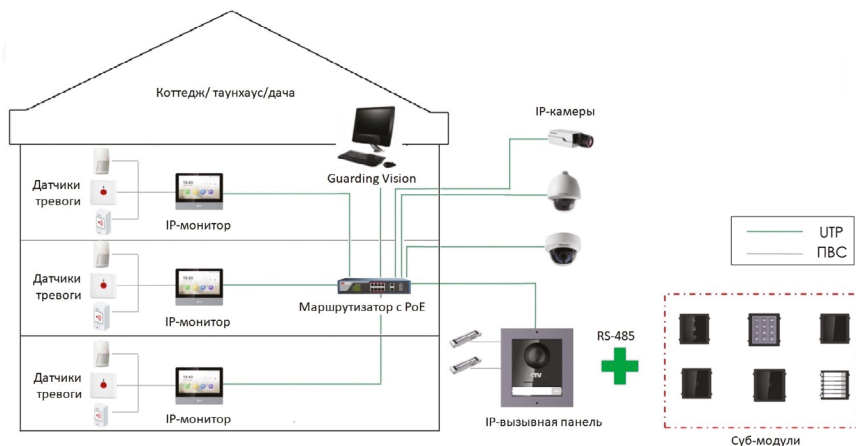 Коттедж/ таунхаус/дача
IP-камеры
Guarding Vision
Датчики
тревоги
IP-монитор
UTP
ПВС
Датчики
тревоги
IP-монитор
Маршрутизатор с PoE
RS-485
Датчики
тревоги
CTV
IP-монитор
IP-вызывная панель
Суб-модули